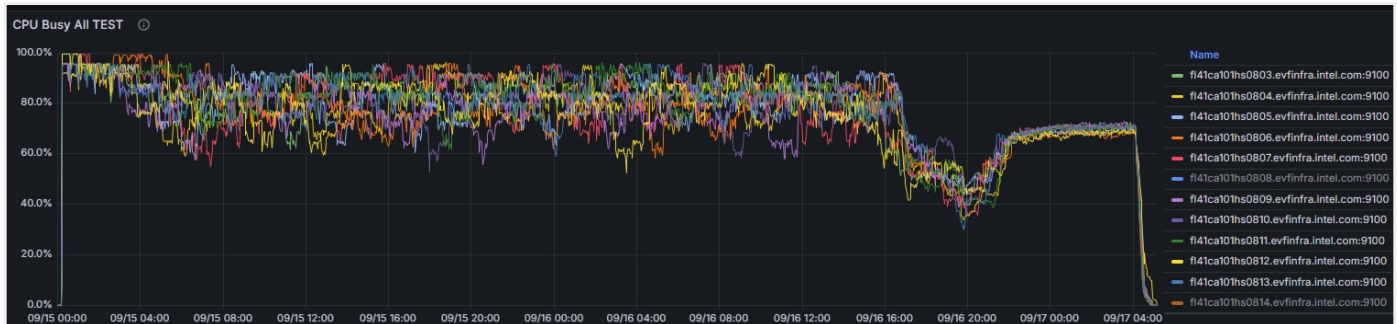 CPU Busy All TEST
100.0%
80.0%
60.0%
40.0%
20.0%
0.0%
09/15 00:00 09/15 04:00 09/15 08:00 09/15 12:00 09/15 16:00 09/15 20:00 09/16 00:00 09/16 04:00 09/16 08:00 09/16 12:00 09/16 16:00 09/16 20:00 09/17 00:00 09/17 04:00
Name
fl41ca101hs0803.evfinfra.intel.com:9100
fl41ca101hs0804.evfinfra.intel.com:9100
fl41ca101hs0805.evfinfra.intel.com:9100
fl41ca101hs0806.evfinfra.intel.com:9100
fl41ca101hs0807.evfinfra.intel.com:9100
fl41ca101hs0808.evfinfra.intel.com:9100
fl41ca101hs0809.evfinfra.intel.com:9100
fl41ca101hs0810.evfinfra.intel.com:9100
fl41ca101hs0811.evfinfra.intel.com:9100
fl41ca101hs0812.evfinfra.intel.com:9100
fl41ca101hs0813.evfinfra.intel.com:9100
fl41ca101hs0814.evfinfra.intel.com:9100